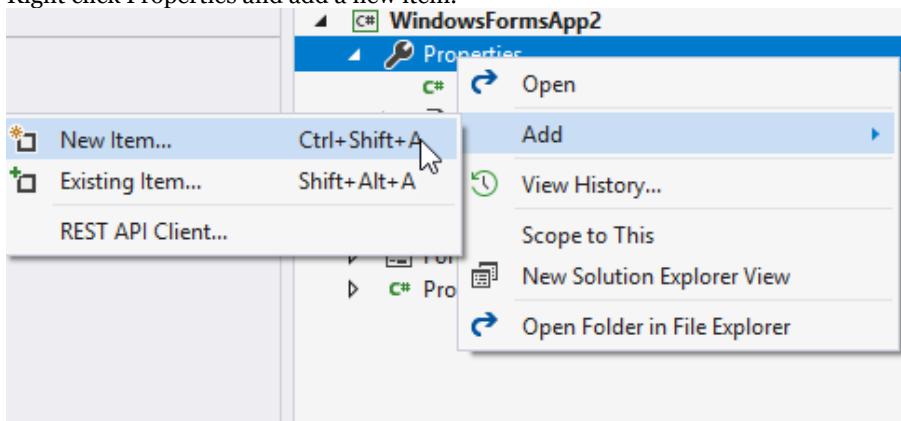 Right click Properties and add a new item.
WindowsFormsApp2
Properties
Open
Add
New Item... Ctrl+Shift+A
Existing Item... Shift+Alt+A
View History...
REST API Client...
Scope to This
New Solution Explorer View
C# Pro
Open Folder in File Explorer